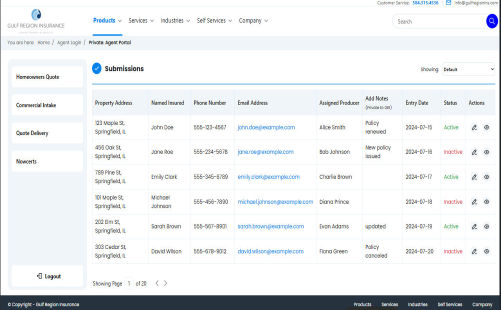 Customer Service: 504.515.4536 info@gulfregionins.com
GULF REGION INSURANCE
Products Services Industries Self Services Company
Search
You are here: Home / Agent Login / Private Agent Portal
Homeowners Quote
Commercial Intake
Quote Delivery
Nowcerts
Logout
Submissions
Showing: Default
Property Address Named Insured Phone Number Email Address Assigned Producer Add Notes (Private to GRI) Entry Date Status Actions
123 Maple St, Springfield, IL John Doe 555-123-4567 john.doe@example.com Alice Smith Policy renewed 2024-07-15 Active
456 Oak St, Springfield, IL Jane Roe 555-234-5678 jane.roe@example.com Bob Johnson New policy issued 2024-07-16 Inactive
789 Pine St, Springfield, IL Emily Clark 555-345-6789 emily.clark@example.com Charlie Brown 2024-07-17 Active
101 Maple St, Springfield, IL Michael Johnson 555-456-7890 michael.johnson@example.com Diana Prince 2024-07-18 Inactive
202 Elm St, Springfield, IL Sarah Brown 555-567-8901 sarah.brown@example.com Evan Adams updated 2024-07-19 Active
303 Cedar St, Springfield, IL David Wilson 555-678-9012 david.wilson@example.com Fiona Green Policy canceled 2024-07-20 Inactive
Showing Page 1 of 20
© Copyright - Gulf Region Insurance
Products Services Industries Self Services Company